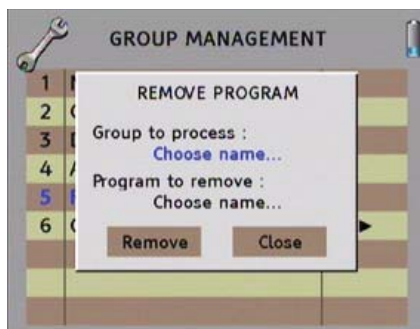 GROUP MANAGEMENT
1
REMOVE PROGRAM
2
Group to process :
3
Choose name...
4
Program to remove :
5
Choose name...
6
Remove Close